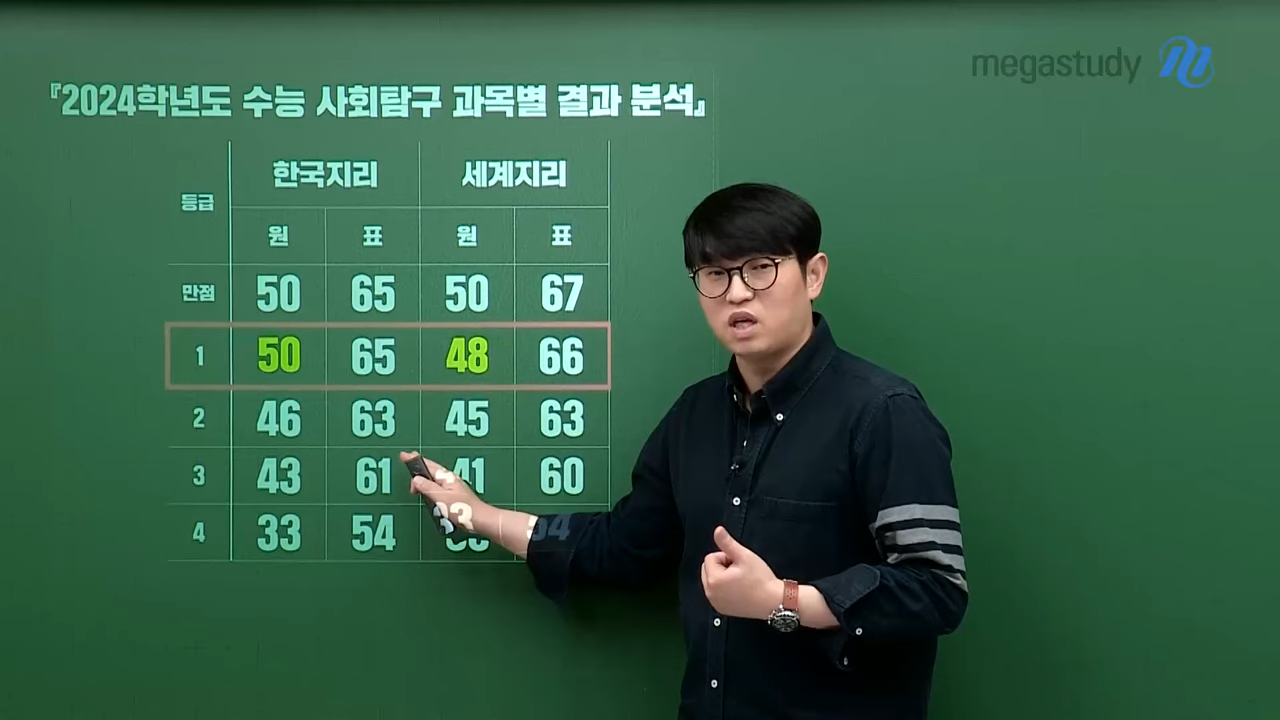 megastudy
『2024학년도 수능 사회탐구 과목별 결과 분석』
등급 한국지리 세계지리
원 표 원 표
만점 50 65 50 67
1 50 65 48 66
2 46 63 45 63
3 43 61 41 60
4 33 54 33 54